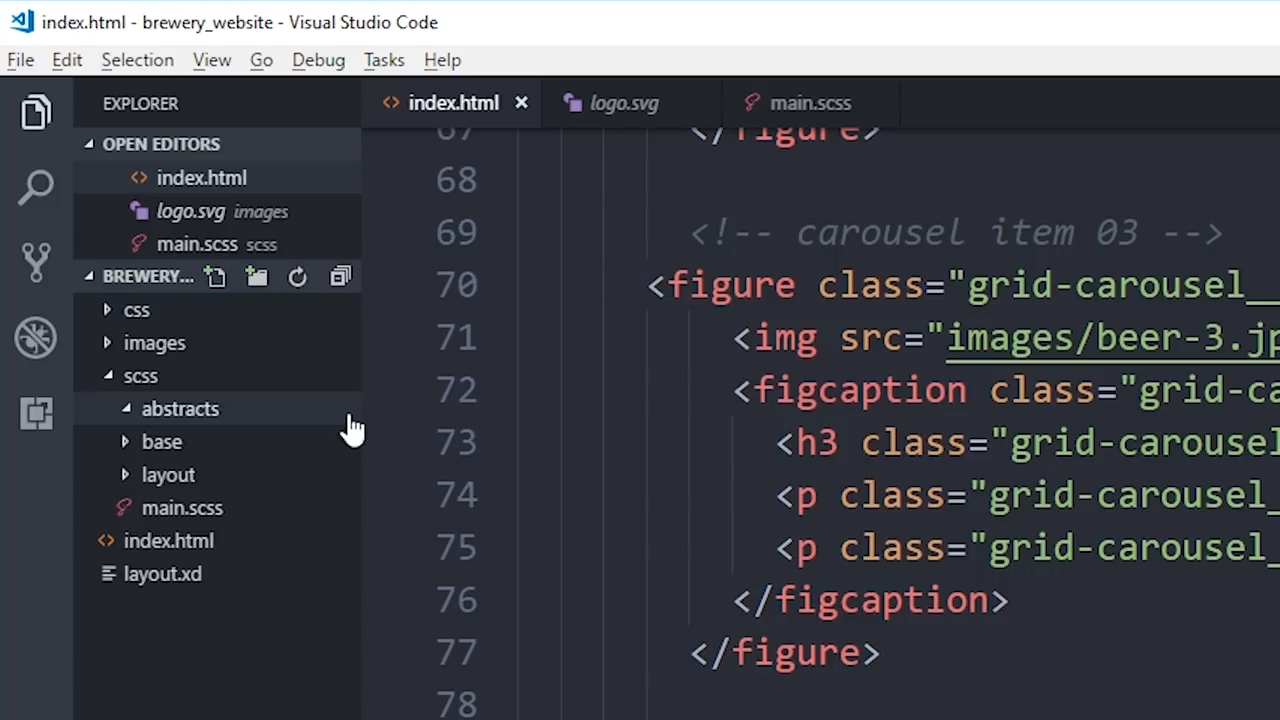 index.html - brewery_website - Visual Studio Code
File Edit Selection View Go Debug Tasks Help
EXPLORER
OPEN EDITORS
index.html
logo.svg images
main.scss scss
BREWERY...
css
images
scss
abstracts
base
layout
main.scss
index.html
layout.xd
index.html logo.svg main.scss
67 </figure>
68
69 <!-- carousel item 03 -->
70 <figure class="grid-carousel__
71 <img src="images/beer-3.jp
72 <figcaption class="grid-ca
73 <h3 class="grid-carousel
74 <p class="grid-carousel_
75 <p class="grid-carousel_
76 </figcaption>
77 </figure>
78